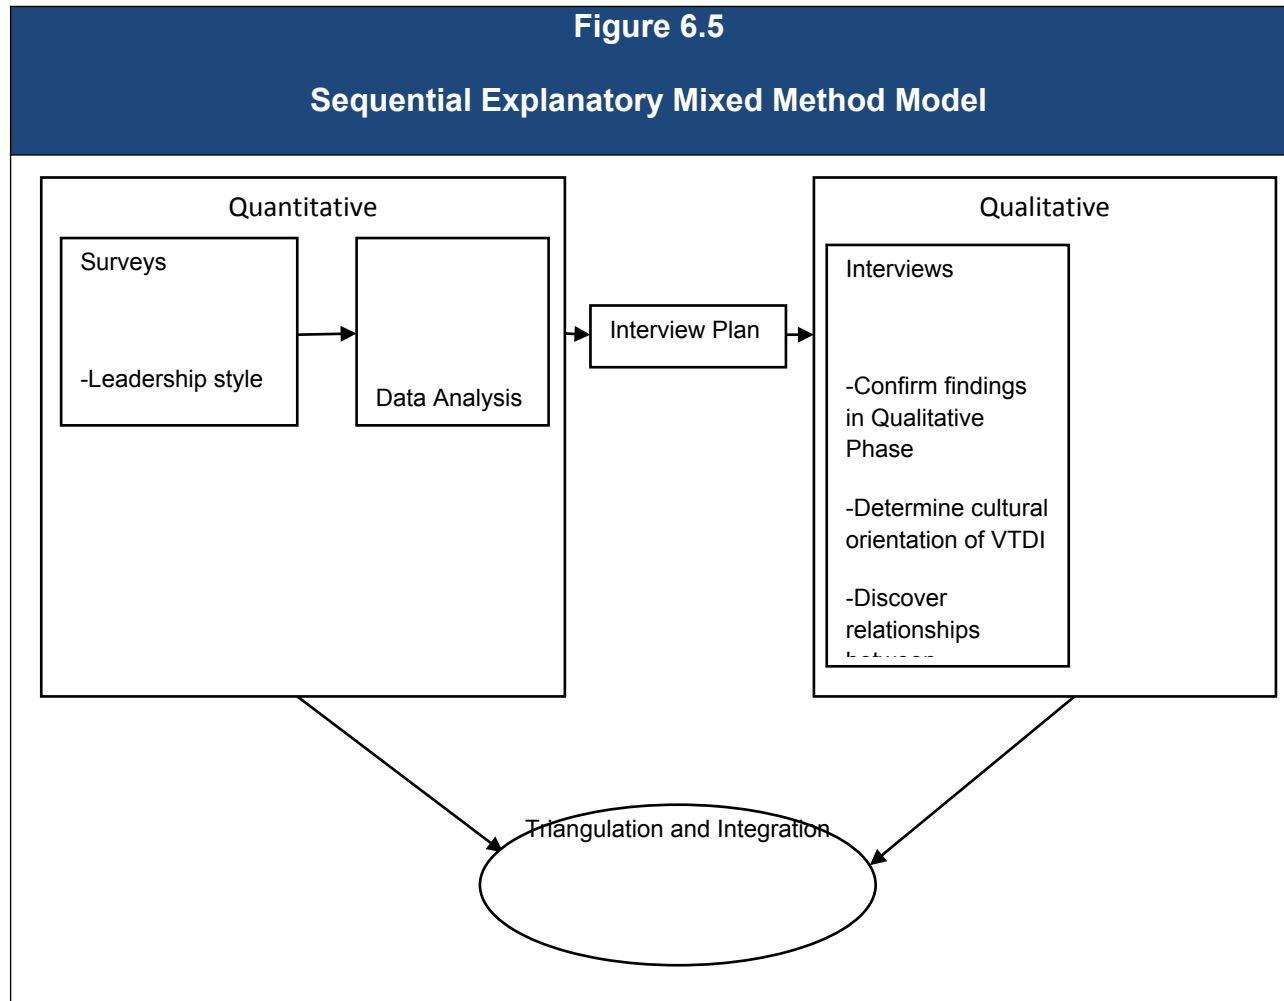 Figure 6.5
Sequential Explanatory Mixed Method Model
Quantitative
Surveys
-Leadership style
Data Analysis
Interview Plan
Qualitative
Interviews
-Confirm findings
in Qualitative
Phase
-Determine cultural
orientation of VTDI
-Discover
relationships
between
Triangulation and Integration